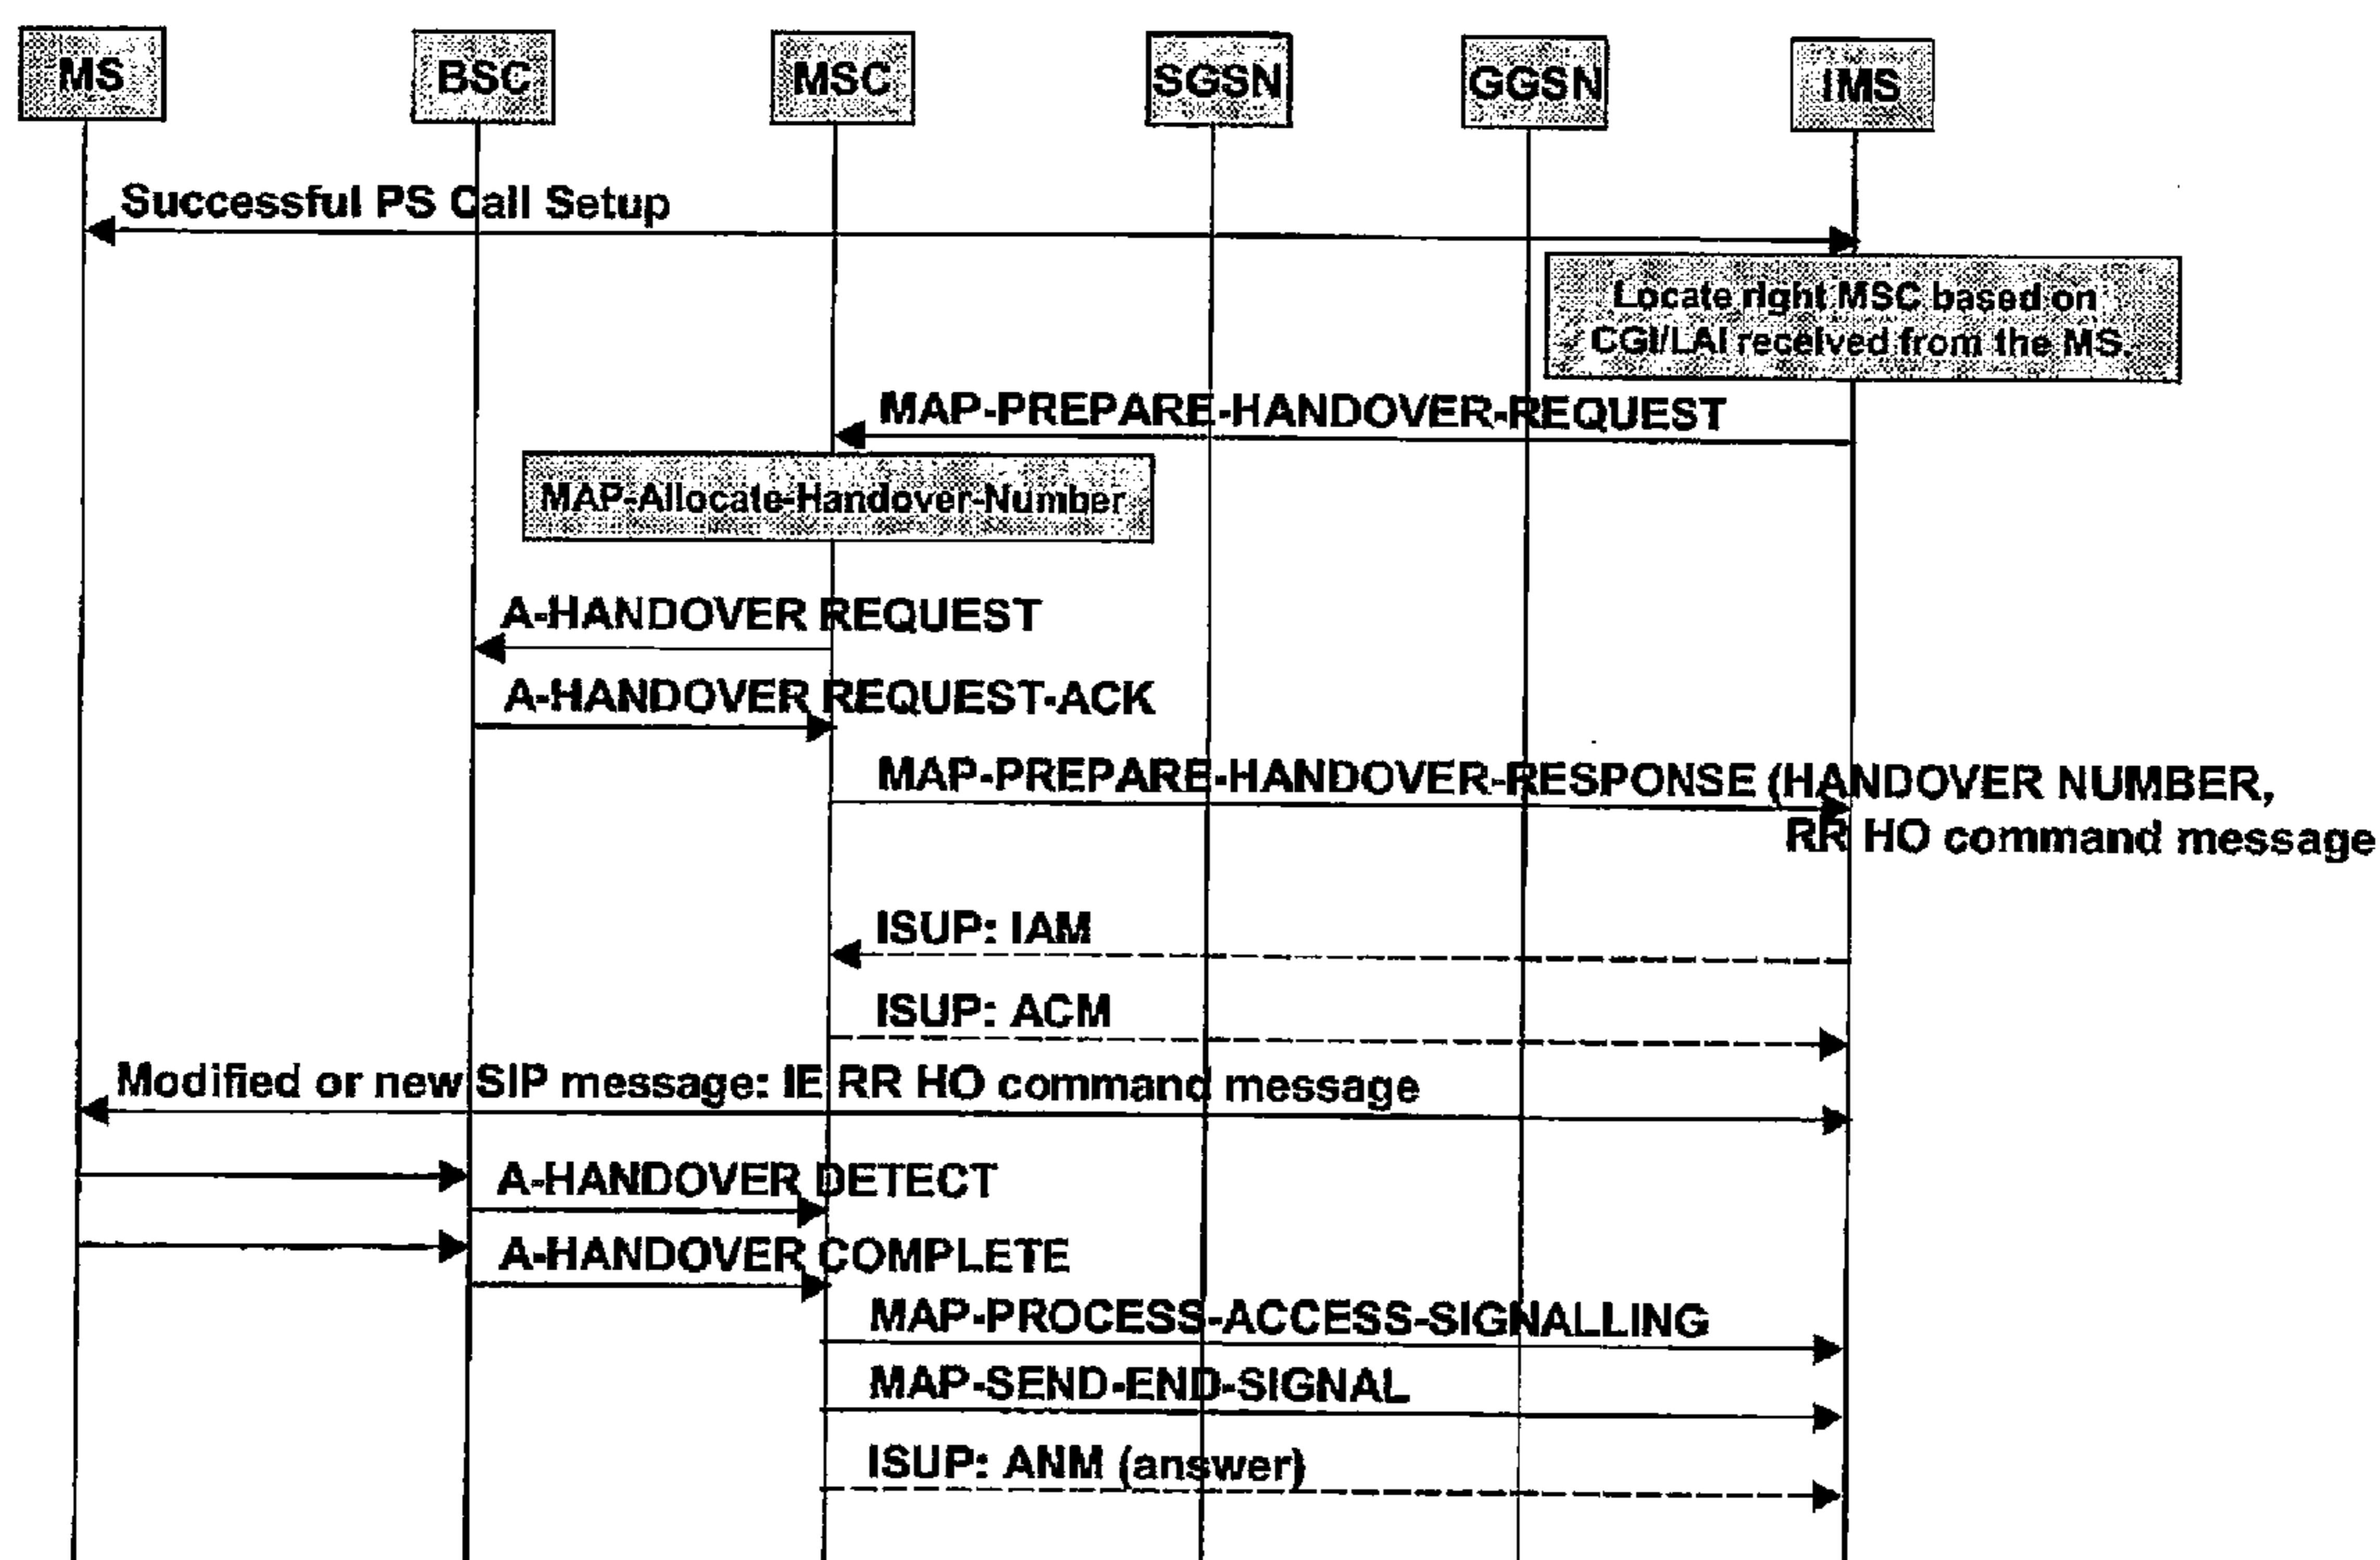 MS
BSC
MSC
SGSN
GGSN
IMS
Successful PS Call Setup
Locate right MSC based on
CGI/LAI received from the MS.
MAP-PREPARE-HANDOVER-REQUEST
MAP-Allocate-Handover-Number
A-HANDOVER REQUEST
A-HANDOVER REQUEST-ACK
MAP-PREPARE-HANDOVER-RESPONSE (HANDOVER NUMBER,
RR HO command message
ISUP: IAM
ISUP: ACM
Modified or new SIP message: IE RR HO command message
A-HANDOVER DETECT
A-HANDOVER COMPLETE
MAP-PROCESS-ACCESS-SIGNALLING
MAP-SEND-END-SIGNAL
ISUP: ANM (answer)